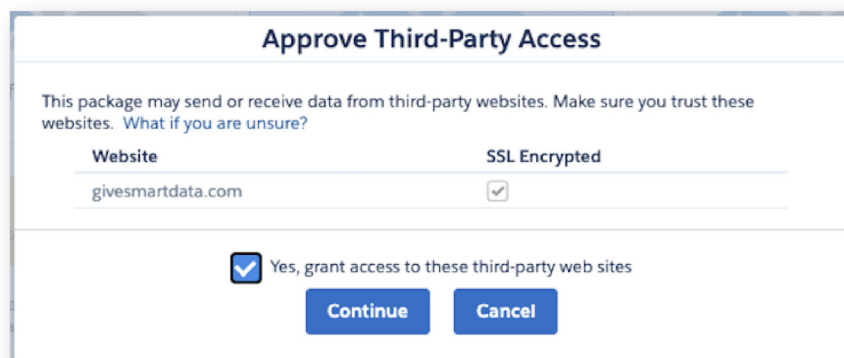 Approve Third-Party Access
This package may send or receive data from third-party websites. Make sure you trust these
websites. What if you are unsure?
Website SSL Encrypted
givesmartdata.com
Yes, grant access to these third-party web sites
Continue Cancel